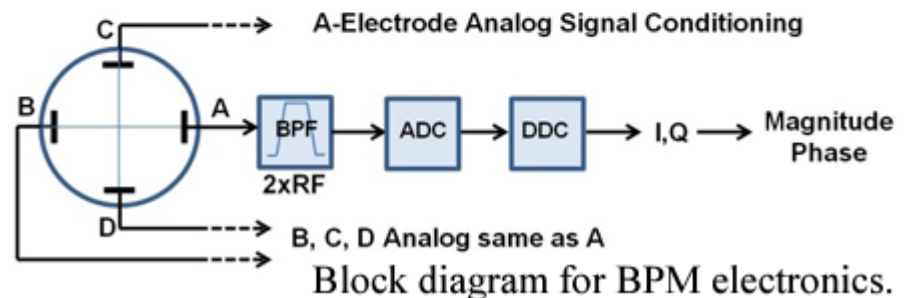 C
A-Electrode Analog Signal Conditioning
B
A
BPF
ADC
DDC
I,Q
Magnitude
Phase
2xRF
D
B, C, D Analog same as A
Block diagram for BPM electronics.